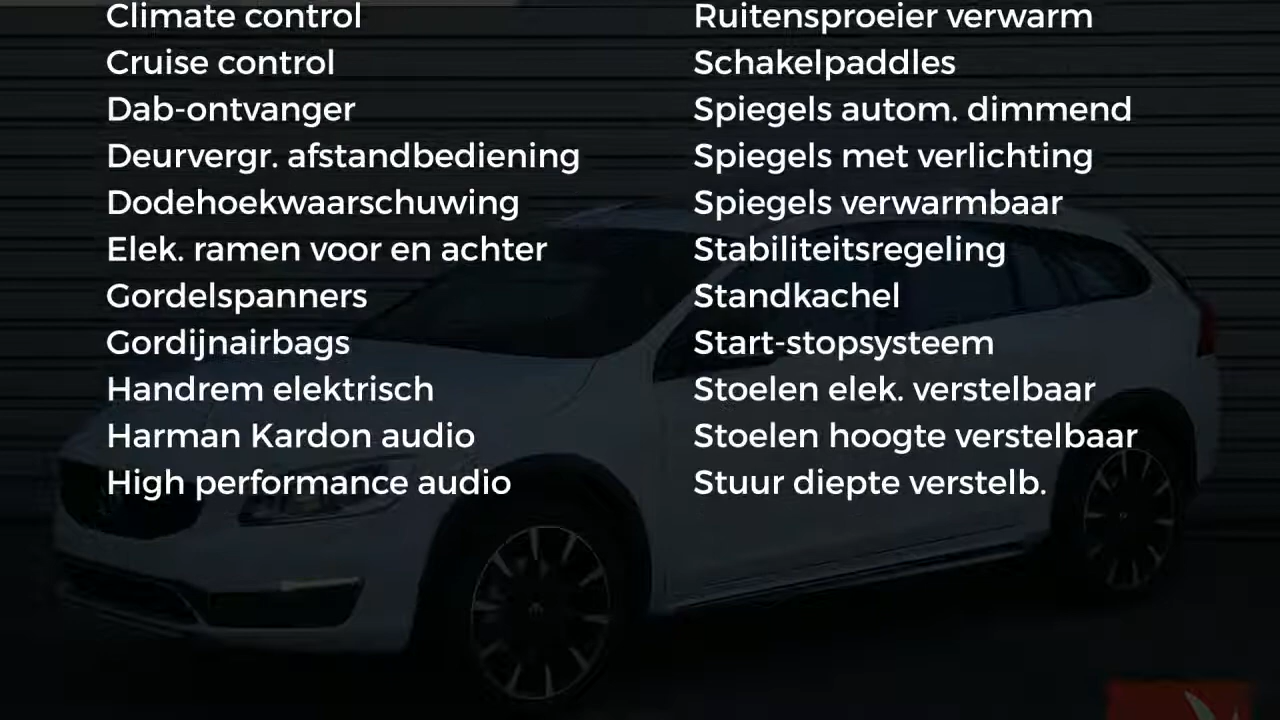 Climate control
Cruise control
Dab-ontvanger
Deurvergr. afstandbediening
Dodehoekwaarschuwing
Elek. ramen voor en achter
Gordelspanners
Gordijnairbags
Handrem elektrisch
Harman Kardon audio
High performance audio
Ruitensproeier verwarm
Schakelpaddles
Spiegels autom. dimmend
Spiegels met verlichting
Spiegels verwarmbaar
Stabiliteitsregeling
Standkachel
Start-stopsysteem
Stoelen elek. verstelbaar
Stoelen hoogte verstelbaar
Stuur diepte verstelb.